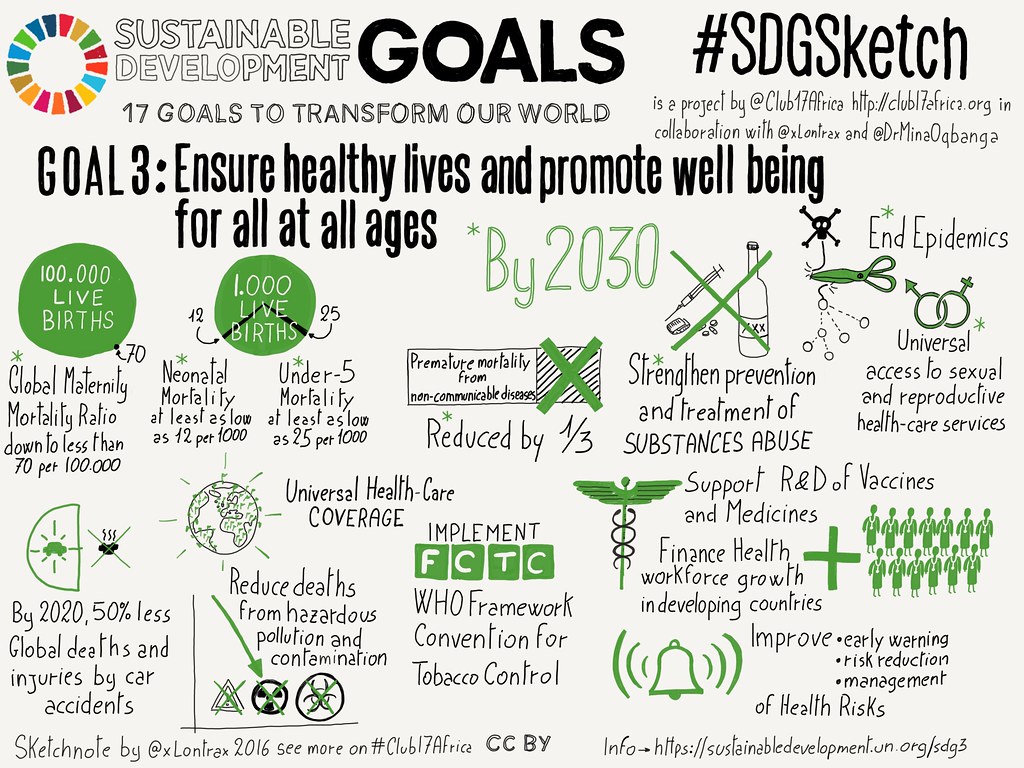 SUSTAINABLE
DEVELOPMENT
GOALS
17 GOALS TO TRANSFORM OUR WORLD
#SDGSketch
is a project by @Club17Africa http://club17africa.org in
collaboration with @xLontrax and @DrMinaOgbanga
GOAL 3: Ensure healthy lives and promote well being
for all at all ages
*By 2030
100.000
LIVE
BIRTHS
70
*
Global Maternity
Mortality Ratio
down to less than
70 per 100.000
1.000
LIVE
BIRTHS
12
25
*
Neonatal
Mortality
at least as low
as 12 per 1000
*
Under-5
Mortality
at least as low
as 25 per 1000
Premature mortality
from
non-communicable diseases
*
Reduced by 1/3
XXX
*
Strengthen prevention
and treatment of
SUBSTANCES ABUSE
*
End Epidemics
*
Universal
access to sexual
and reproductive
health-care services
By 2020, 50% less
Global deaths and
injuries by car
accidents
Universal Health-Care
COVERAGE
Reduce deaths
from hazardous
pollution and
contamination
IMPLEMENT
FCTC
WHO Framework
Convention for
Tobacco Control
Support R&D of Vaccines
and Medicines
Finance Health
workforce growth
in developing countries
Improve • early warning
• risk reduction
• management
of Health Risks
Sketchnote by @xLontrax 2016 see more on #Club17Africa CC BY
Info→https://sustainabledevelopment.un.org/sdg3